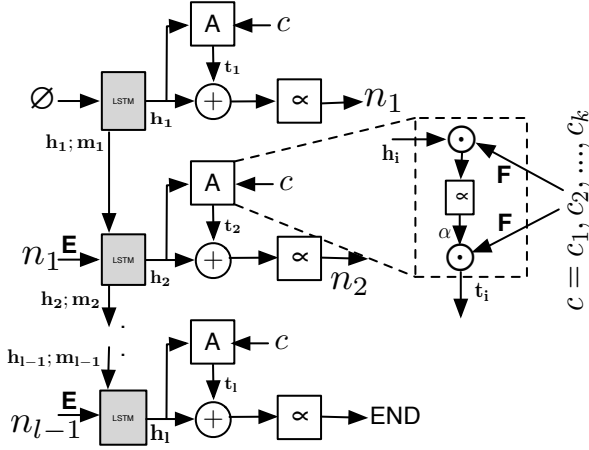 A c
t₁
∅ LSTM h₁ + ∝ n₁
h₁; m₁
A c
t₂
n₁ E LSTM h₂ + ∝ n₂
h₂; m₂
hᵢ ⊙
F
∝
F
α
⊙
tᵢ
c = c₁, c₂, ..., cₖ
. .
. .
hₗ₋₁; mₗ₋₁
A c
tₗ
nₗ₋₁ E LSTM hₗ + ∝ END